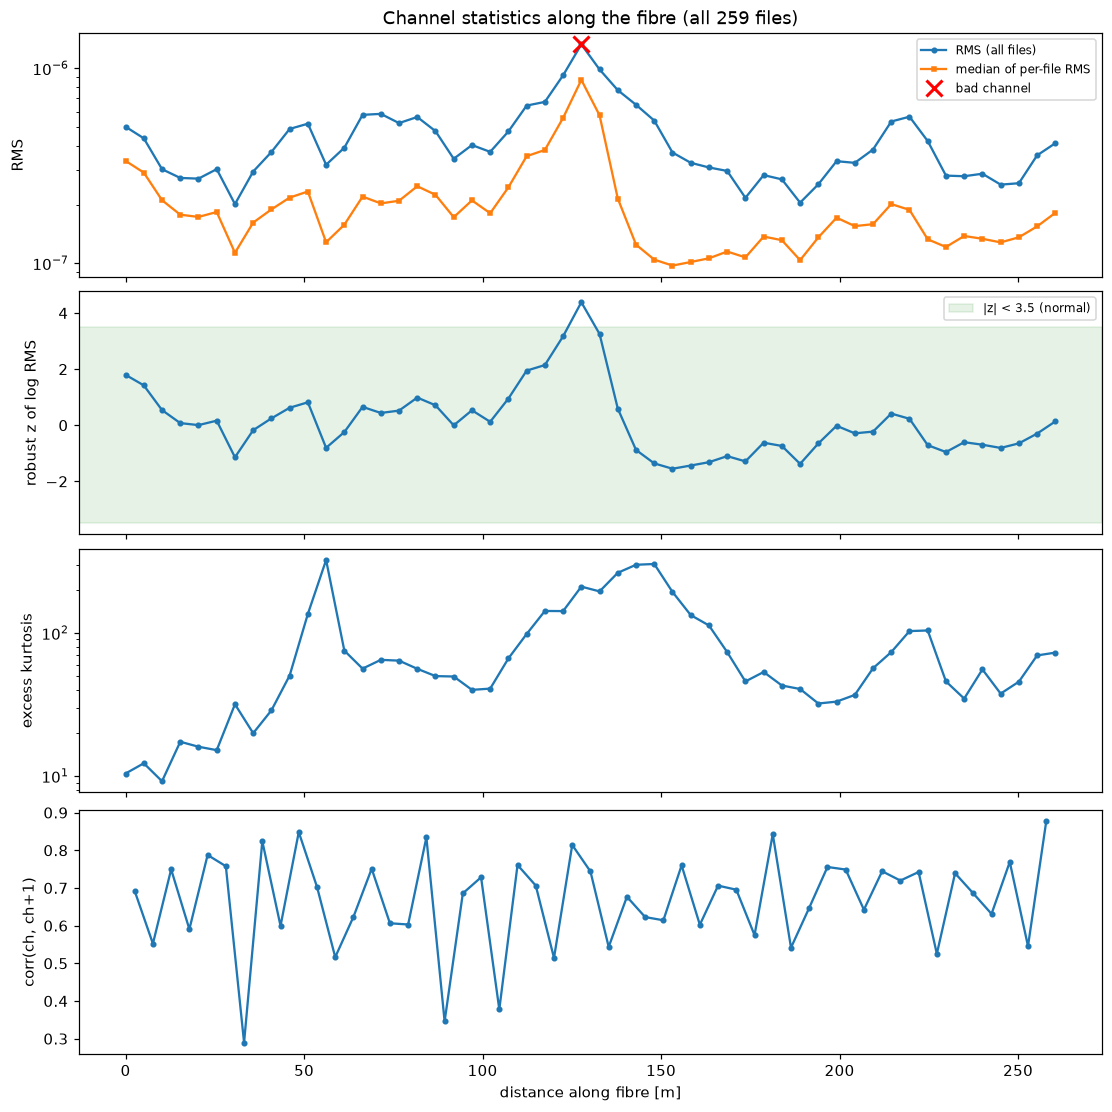 Channel statistics along the fibre (all 259 files)
RMS
10⁻⁶
10⁻⁷
RMS (all files)
median of per-file RMS
bad channel
robust z of log RMS
4
2
0
−2
|z| < 3.5 (normal)
excess kurtosis
10²
10¹
corr(ch, ch+1)
0.9
0.8
0.7
0.6
0.5
0.4
0.3
0 50 100 150 200 250
distance along fibre [m]